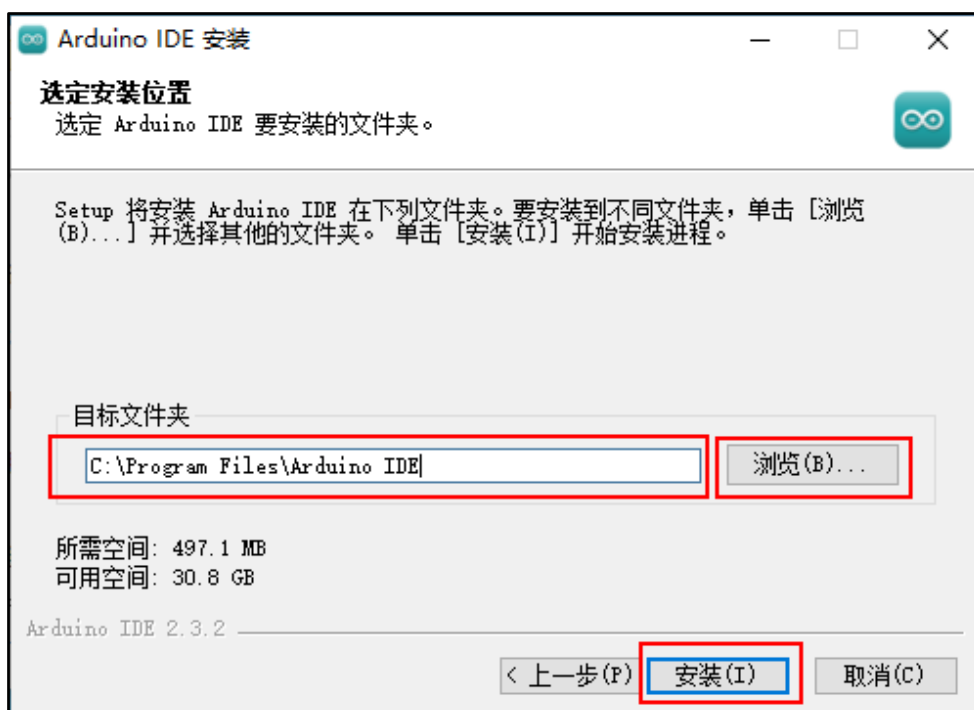 Arduino IDE 安装
选定安装位置
选定 Arduino IDE 要安装的文件夹。
Setup 将安装 Arduino IDE 在下列文件夹。要安装到不同文件夹，单击 [浏览
(B)...] 并选择其他的文件夹。 单击 [安装(I)] 开始安装进程。
目标文件夹
C:\Program Files\Arduino IDE
浏览(B)...
所需空间: 497.1 MB
可用空间: 30.8 GB
Arduino IDE 2.3.2
< 上一步(P) 安装(I) 取消(C)